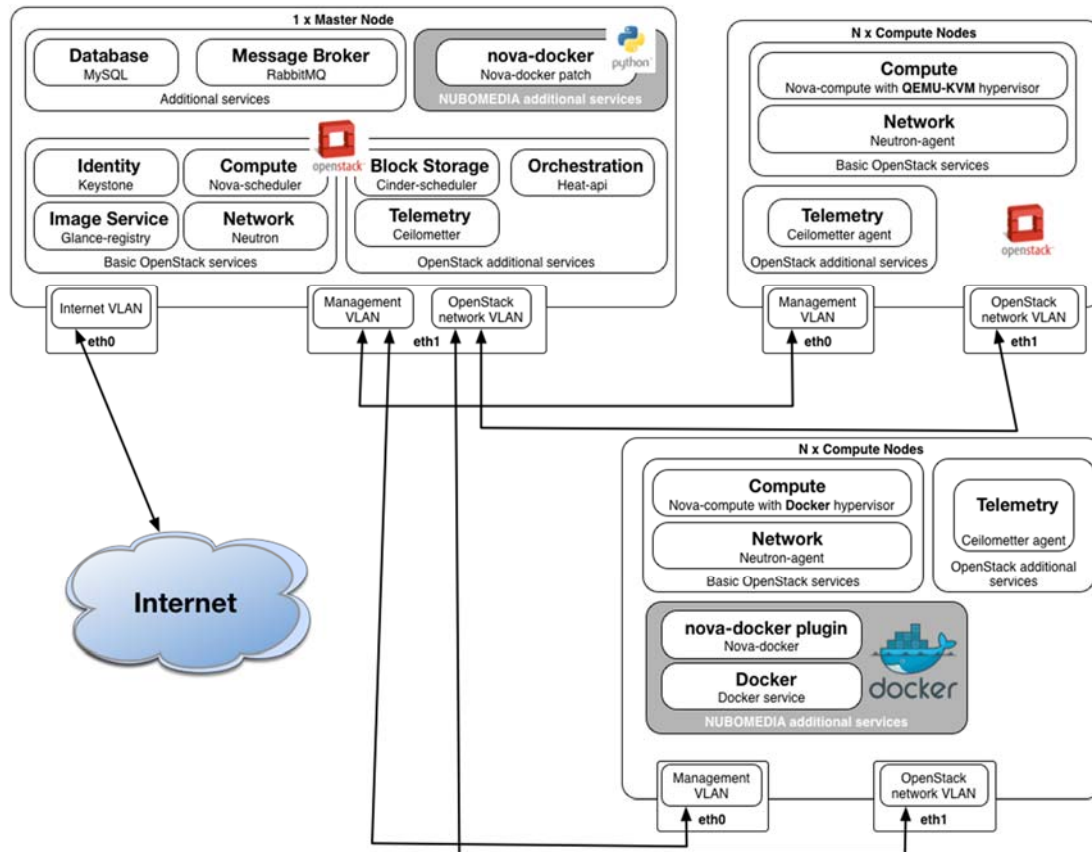 1 x Master Node
Database
MySQL
Message Broker
RabbitMQ
Additional services
nova-docker
Nova-docker patch
python
NUBOMEDIA additional services
openstack
Identity
Keystone
Compute
Nova-scheduler
Image Service
Glance-registry
Network
Neutron
Basic OpenStack services
Block Storage
Cinder-scheduler
Orchestration
Heat-api
Telemetry
Ceilometter
OpenStack additional services
Internet VLAN
eth0
Management
VLAN
OpenStack
network VLAN
eth1
N x Compute Nodes
Compute
Nova-compute with QEMU-KVM hypervisor
Network
Neutron-agent
Basic OpenStack services
Telemetry
Ceilometter agent
OpenStack additional services
openstack
Management
VLAN
eth0
OpenStack
network VLAN
eth1
Internet
N x Compute Nodes
Compute
Nova-compute with Docker hypervisor
Network
Neutron-agent
Basic OpenStack services
Telemetry
Ceilometter agent
OpenStack additional
services
nova-docker plugin
Nova-docker
Docker
Docker service
docker
NUBOMEDIA additional services
Management
VLAN
eth0
OpenStack
network VLAN
eth1